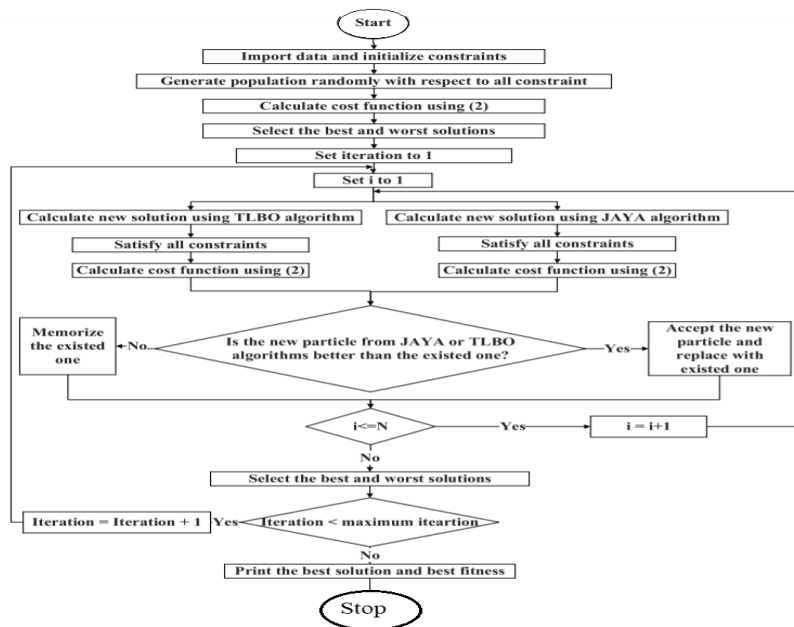 Start
Import data and initialize constraints
Generate population randomly with respect to all constraint
Calculate cost function using (2)
Select the best and worst solutions
Set iteration to 1
Set i to 1
Calculate new solution using TLBO algorithm
Calculate new solution using JAYA algorithm
Satisfy all constraints
Satisfy all constraints
Calculate cost function using (2)
Calculate cost function using (2)
Memorize
the existed
one
No
Is the new particle from JAYA or TLBO
algorithms better than the existed one?
Yes
Accept the new
particle and
replace with
existed one
i<=N
Yes
i = i+1
No
Select the best and worst solutions
Iteration = Iteration + 1
Yes
Iteration < maximum iteartion
No
Print the best solution and best fitness
Stop